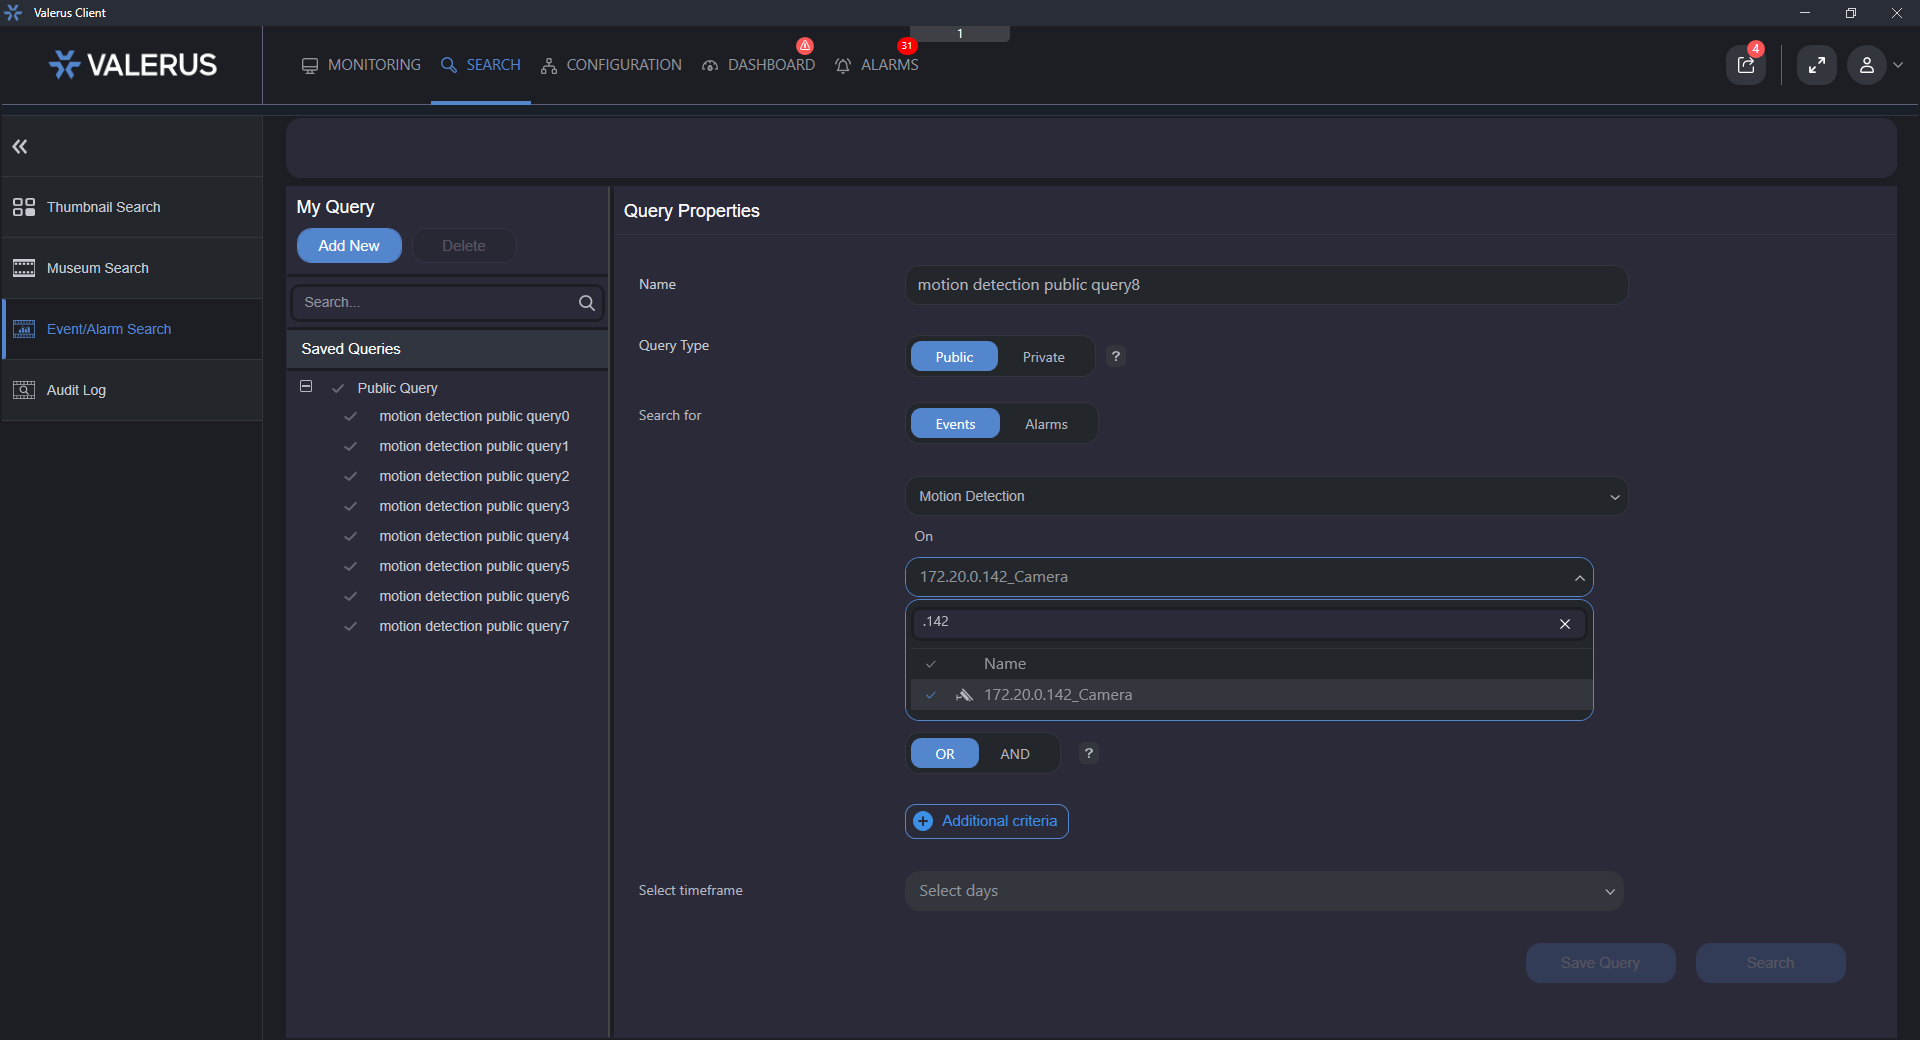 Valerus Client
1
VALERUS
MONITORING
SEARCH
CONFIGURATION
DASHBOARD
31
ALARMS
4
Thumbnail Search
Museum Search
Event/Alarm Search
Audit Log
My Query
Add New
Delete
Search...
Saved Queries
Public Query
motion detection public query0
motion detection public query1
motion detection public query2
motion detection public query3
motion detection public query4
motion detection public query5
motion detection public query6
motion detection public query7
Query Properties
Name
motion detection public query8
Query Type
Public
Private
?
Search for
Events
Alarms
Motion Detection
On
172.20.0.142_Camera
.142
Name
172.20.0.142_Camera
OR
AND
?
Additional criteria
Select timeframe
Select days
Save Query
Search